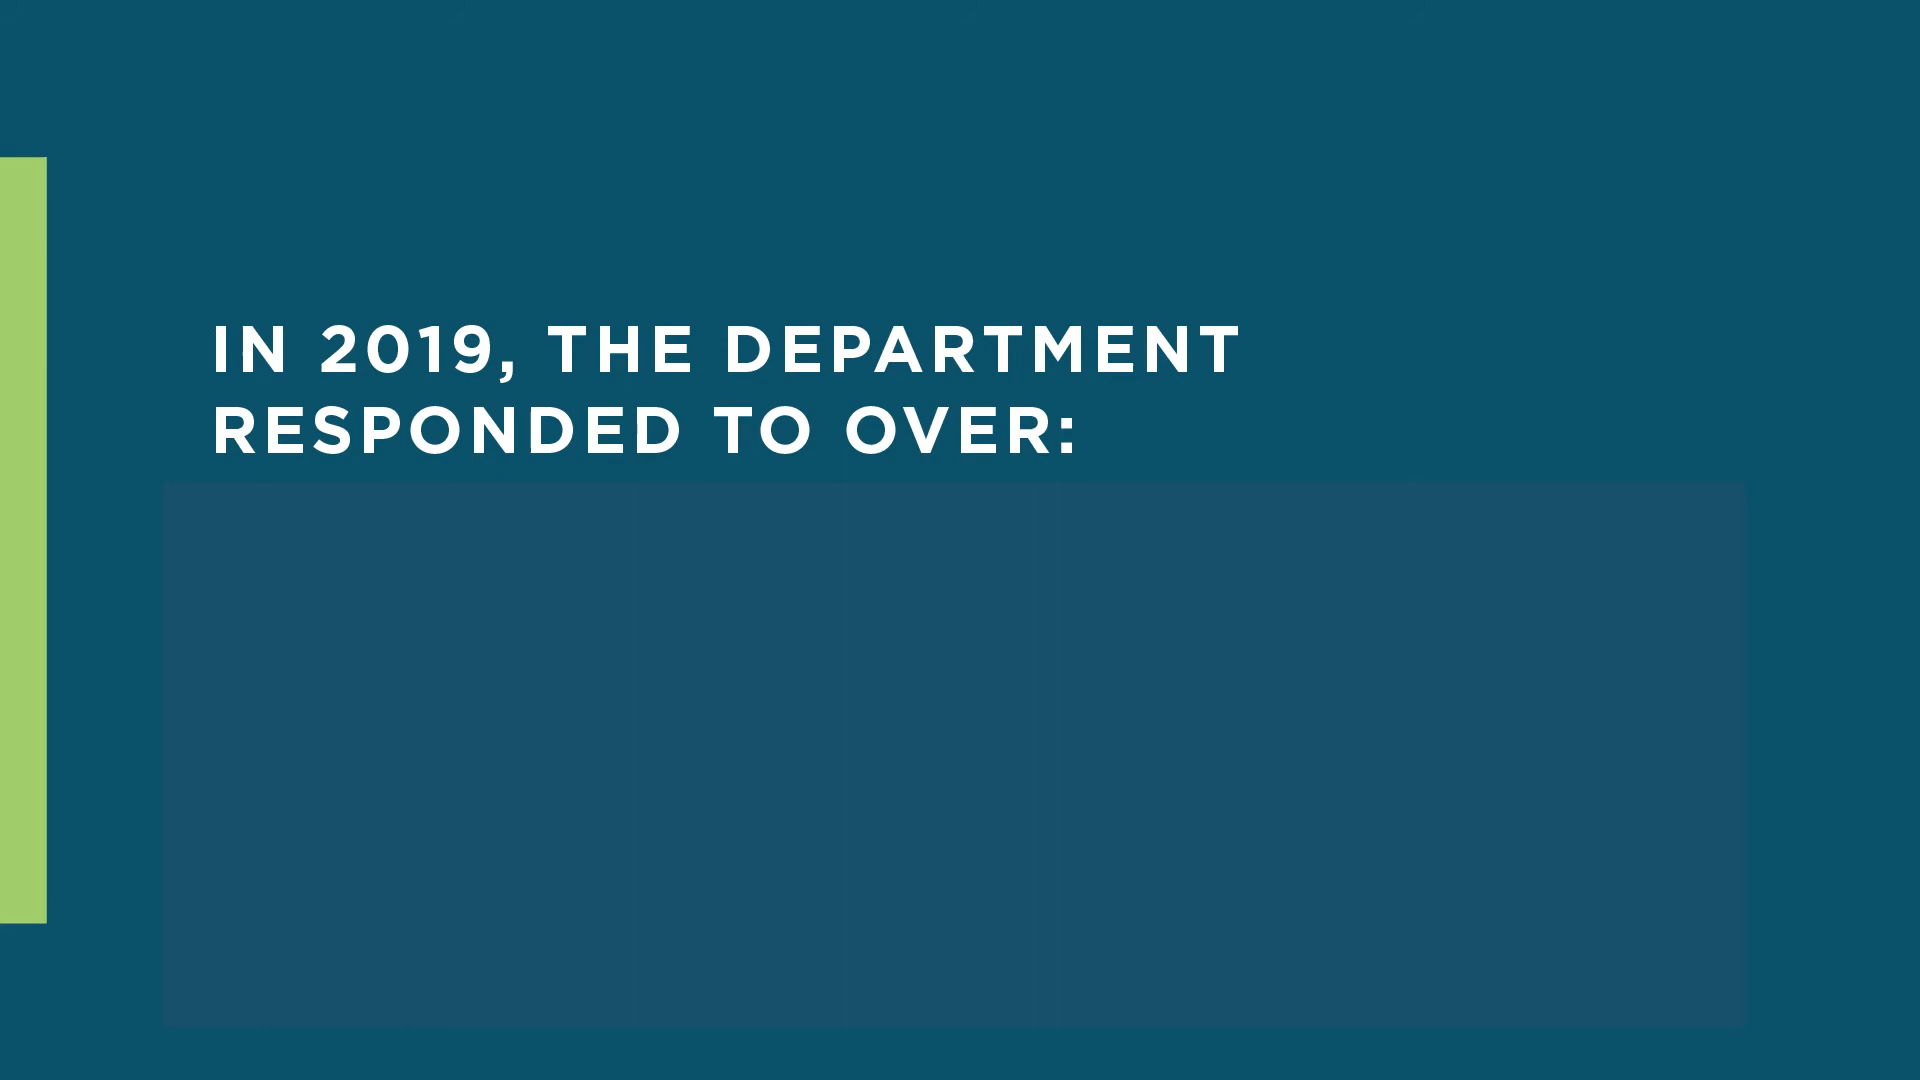 IN 2019, THE DEPARTMENT
RESPONDED TO OVER: